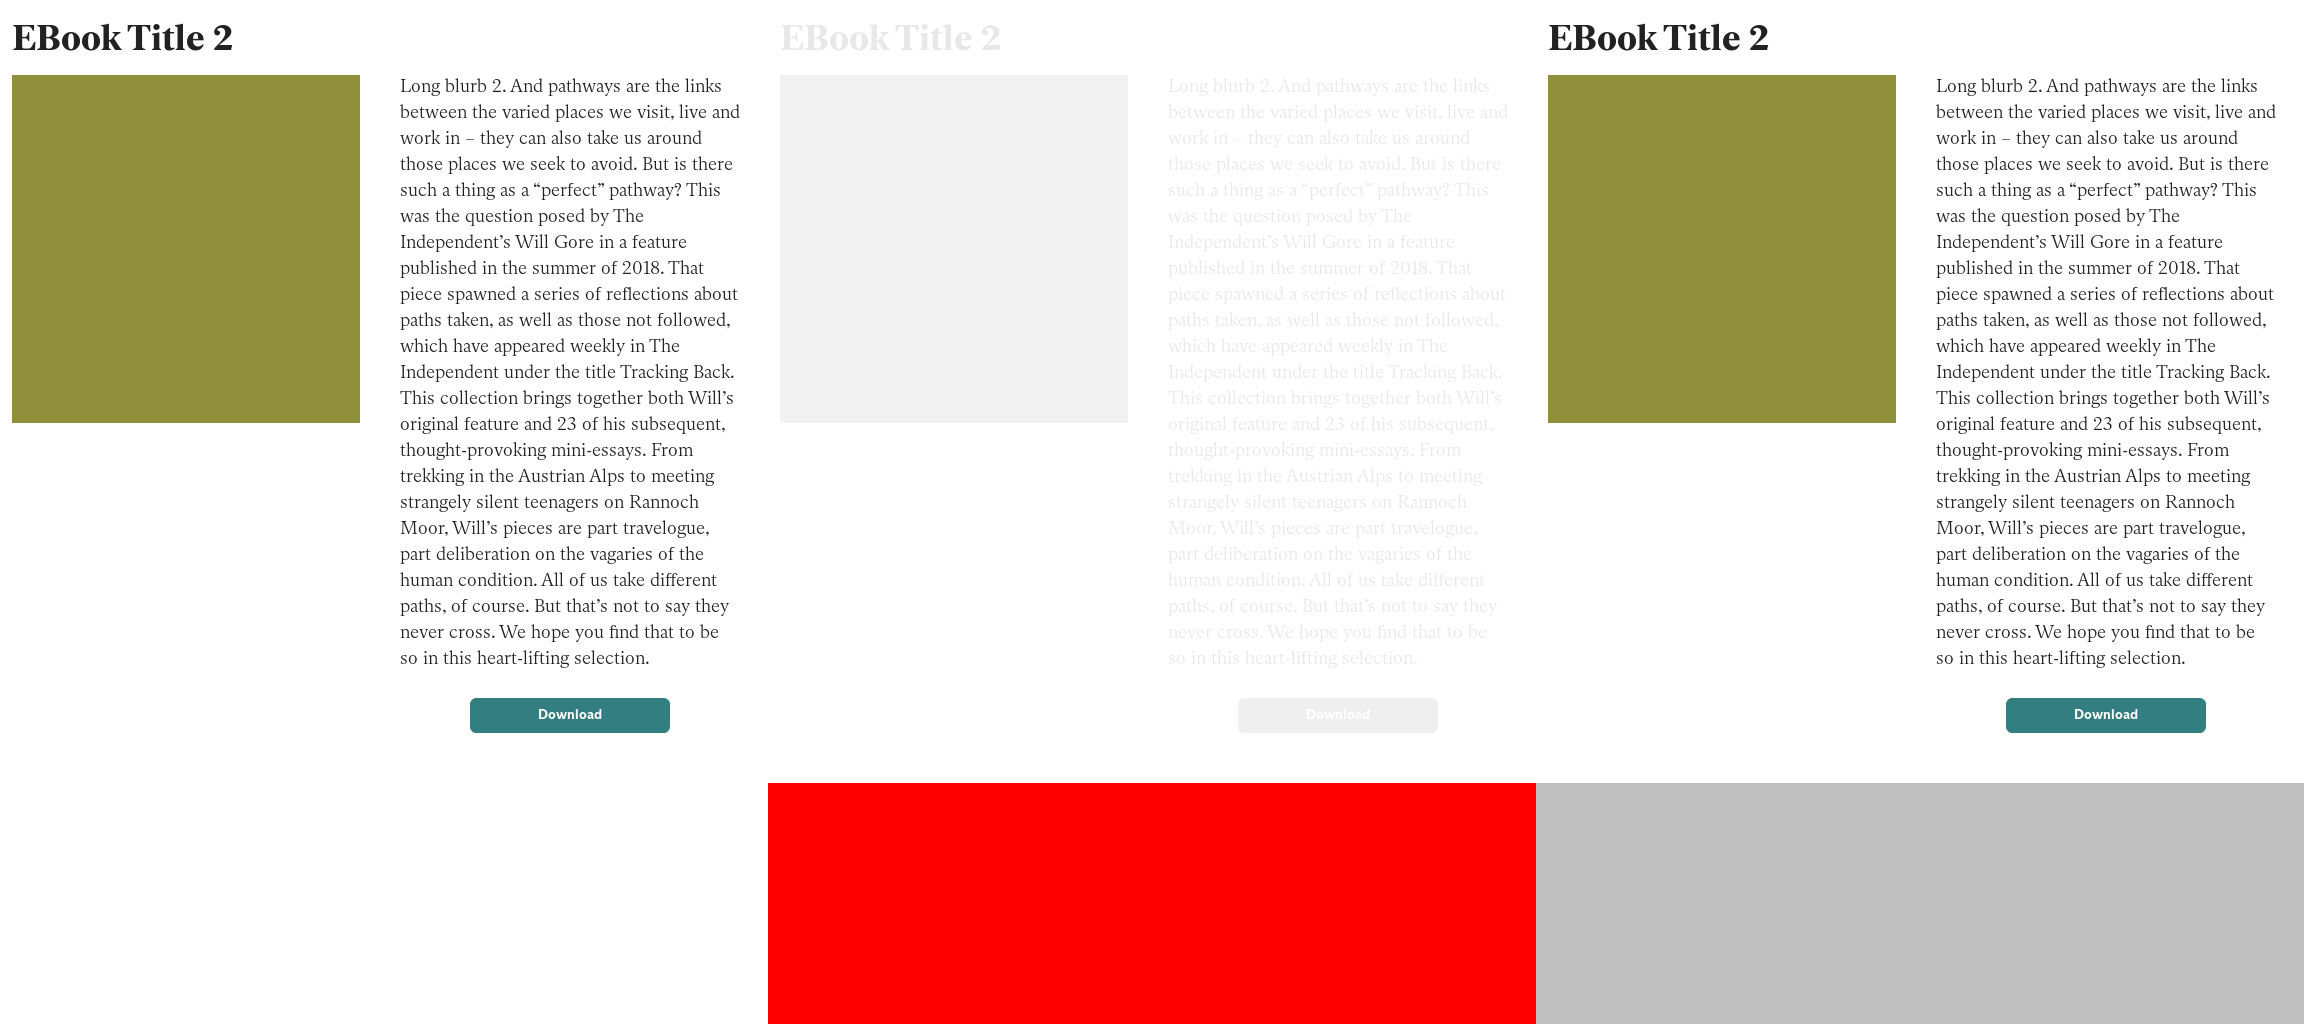 EBook Title 2
Long blurb 2. And pathways are the links
between the varied places we visit, live and
work in – they can also take us around
those places we seek to avoid. But is there
such a thing as a “perfect” pathway? This
was the question posed by The
Independent’s Will Gore in a feature
published in the summer of 2018. That
piece spawned a series of reflections about
paths taken, as well as those not followed,
which have appeared weekly in The
Independent under the title Tracking Back.
This collection brings together both Will’s
original feature and 23 of his subsequent,
thought-provoking mini-essays. From
trekking in the Austrian Alps to meeting
strangely silent teenagers on Rannoch
Moor, Will’s pieces are part travelogue,
part deliberation on the vagaries of the
human condition. All of us take different
paths, of course. But that’s not to say they
never cross. We hope you find that to be
so in this heart-lifting selection.
Download
EBook Title 2
Long blurb 2. And pathways are the links
between the varied places we visit, live and
work in – they can also take us around
those places we seek to avoid. But is there
such a thing as a “perfect” pathway? This
was the question posed by The
Independent’s Will Gore in a feature
published in the summer of 2018. That
piece spawned a series of reflections about
paths taken, as well as those not followed,
which have appeared weekly in The
Independent under the title Tracking Back.
This collection brings together both Will’s
original feature and 23 of his subsequent,
thought-provoking mini-essays. From
trekking in the Austrian Alps to meeting
strangely silent teenagers on Rannoch
Moor, Will’s pieces are part travelogue,
part deliberation on the vagaries of the
human condition. All of us take different
paths, of course. But that’s not to say they
never cross. We hope you find that to be
so in this heart-lifting selection.
Download
EBook Title 2
Long blurb 2. And pathways are the links
between the varied places we visit, live and
work in – they can also take us around
those places we seek to avoid. But is there
such a thing as a “perfect” pathway? This
was the question posed by The
Independent’s Will Gore in a feature
published in the summer of 2018. That
piece spawned a series of reflections about
paths taken, as well as those not followed,
which have appeared weekly in The
Independent under the title Tracking Back.
This collection brings together both Will’s
original feature and 23 of his subsequent,
thought-provoking mini-essays. From
trekking in the Austrian Alps to meeting
strangely silent teenagers on Rannoch
Moor, Will’s pieces are part travelogue,
part deliberation on the vagaries of the
human condition. All of us take different
paths, of course. But that’s not to say they
never cross. We hope you find that to be
so in this heart-lifting selection.
Download